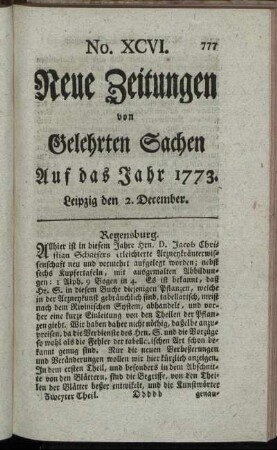 No. XCVI. 777
Neue Zeitungen
von
Gelehrten Sachen
Auf das Jahr 1773.
Leipzig den 2. December.
Regensburg.
Allhier ist in diesem Jahre Hrn. D. Jacob Chri-
stian Schaefers erleichterte Arzneykräuterwis-
senschaft neu und vermehrt aufgelegt worden; nebst
sechs Kupfertafeln, mit ausgemalten Abbildun-
gen: 1 Alph. 9 Bogen in 4. Es ist bekannt, daß
Hr. S. in diesem Buche diejenigen Pflanzen, welche
in der Arzneykunst gebräuchlich sind, tabellarisch, meist
nach dem Rivinischen System, abhandelt, und vor-
her eine kurze Einleitung von den Theilen der Pflan-
zen giebt. Wir haben daher nicht nöthig, dasselbe anzu-
preisen, da die Verdienste des Hrn. S. und die Vorzüge
so wohl als die Fehler der tabellarischen Art schon be-
kannt genug sind. Nur die neuen Verbesserungen
und Veränderungen wollen wir hier kürzlich anzeigen.
In dem ersten Theil, und besonders in dem Abschnit-
te von den Blättern, sind die Begriffe, von den Thei-
len der Blätter besser entwickelt, und die Kunstwörter
Zweyter Theil. Ddddd genau-